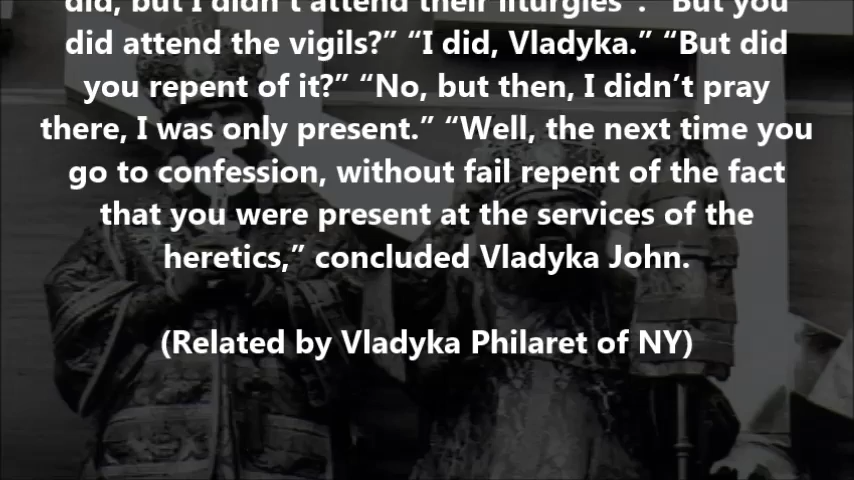 did, but I didn't attend their liturgies". "But you
did attend the vigils?” “I did, Vladyka.” “But did
you repent of it?” “No, but then, I didn’t pray
there, I was only present.” “Well, the next time you
go to confession, without fail repent of the fact
that you were present at the services of the
heretics,” concluded Vladyka John.
(Related by Vladyka Philaret of NY)